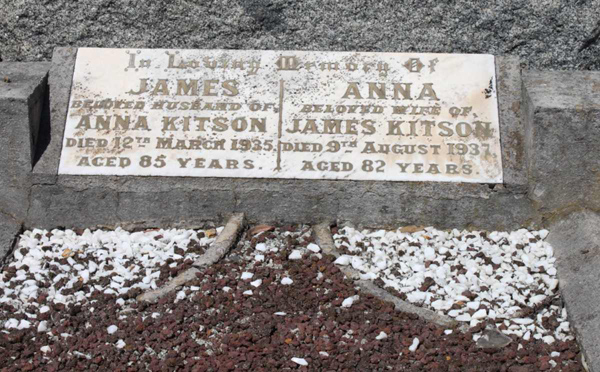 In Loving Memory Of
JAMES
BELOVED HUSBAND OF
ANNA KITSON
DIED 12TH MARCH 1935.
AGED 85 YEARS.
ANNA
BELOVED WIFE OF
JAMES KITSON
DIED 9TH AUGUST 1937.
AGED 82 YEARS.